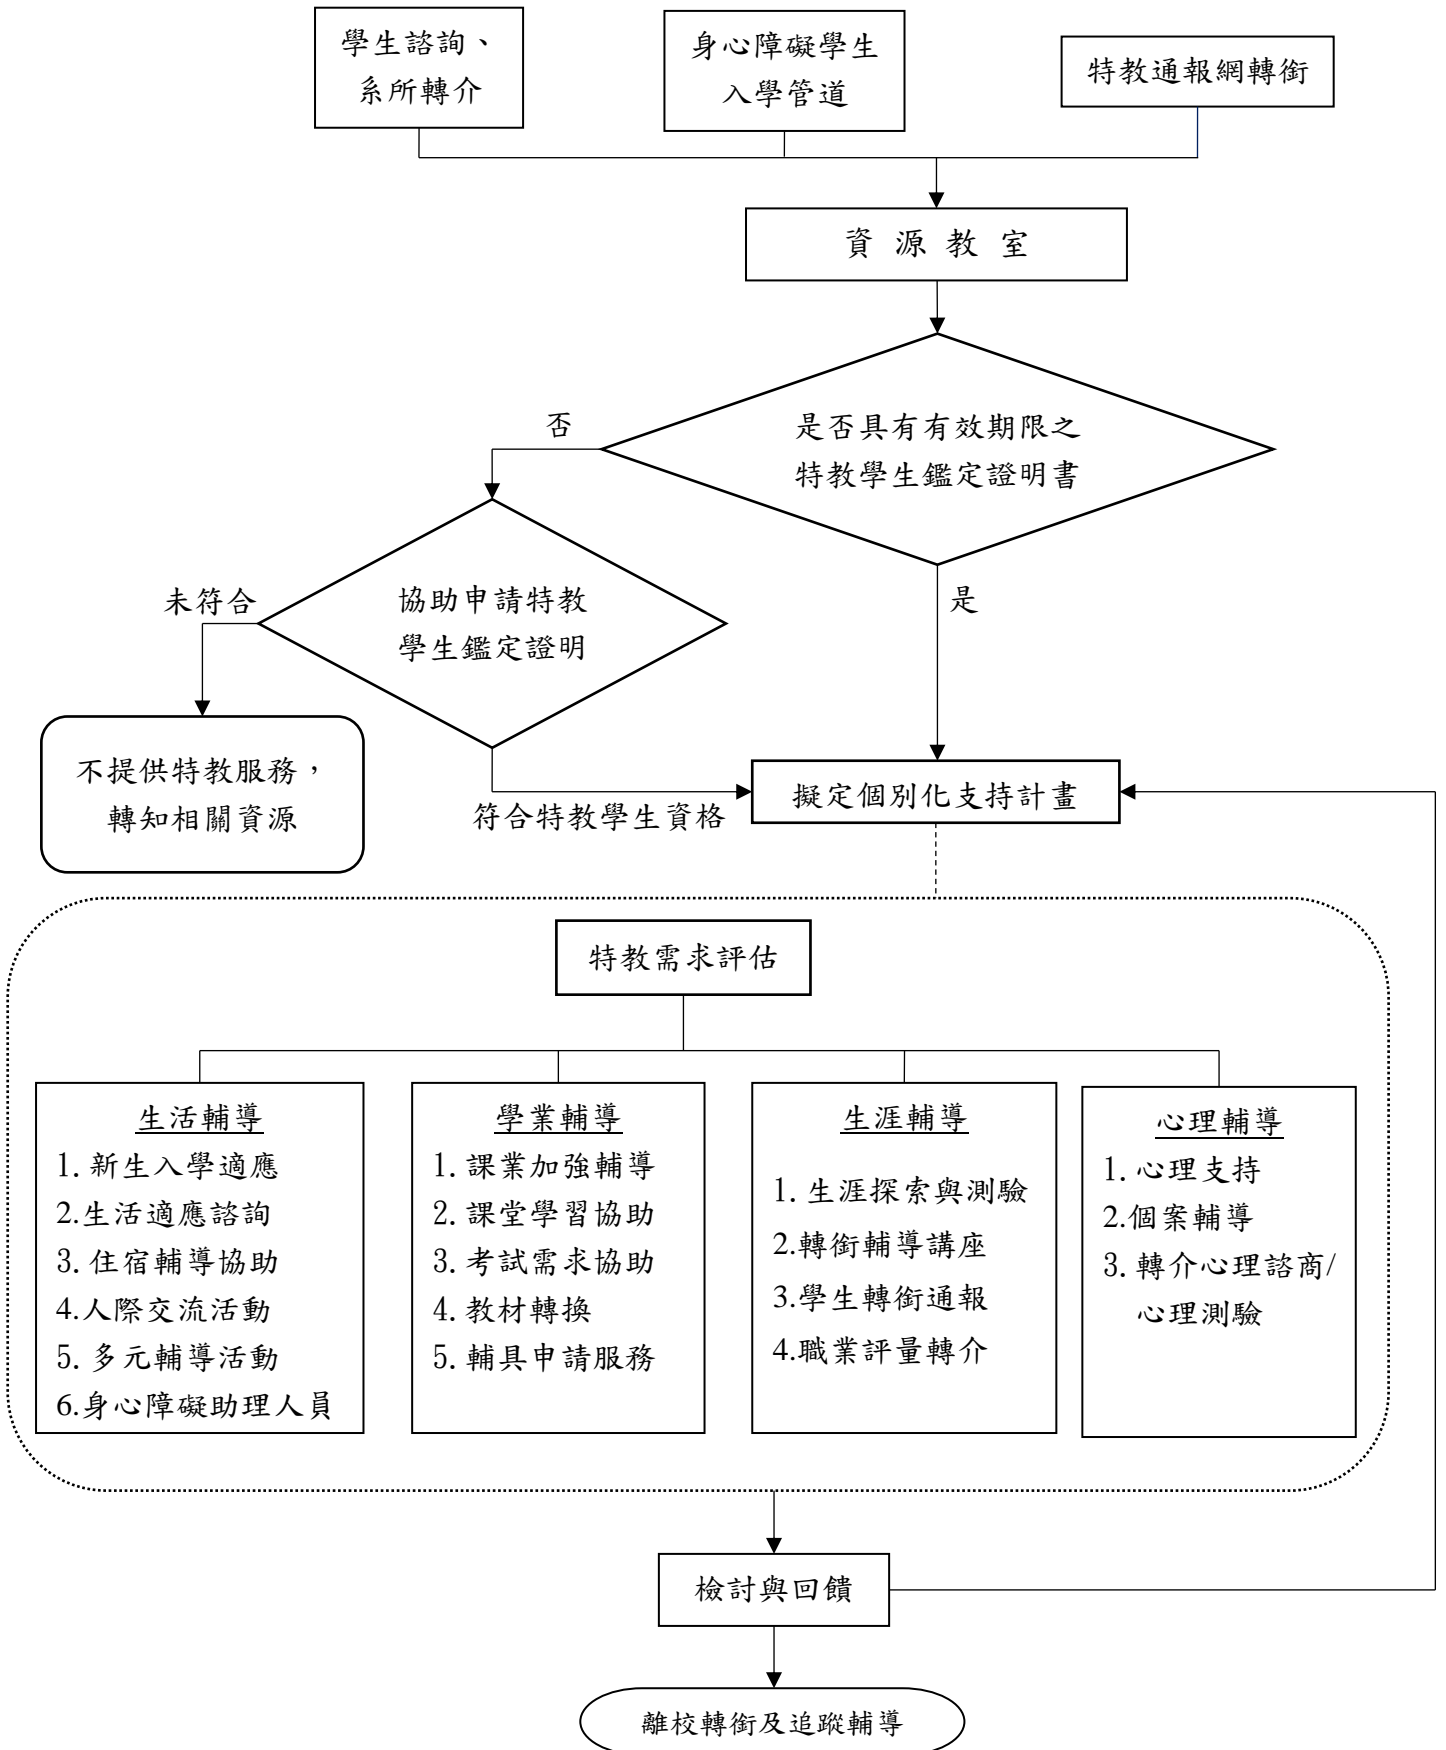 學生諮詢、
系所轉介
身心障礙學生
入學管道
特教通報網轉銜
資 源 教 室
是否具有有效期限之
特教學生鑑定證明書
否
是
協助申請特教
學生鑑定證明
未符合
不提供特教服務，
轉知相關資源
符合特教學生資格
擬定個別化支持計畫
特教需求評估
生活輔導
1. 新生入學適應
2.生活適應諮詢
3. 住宿輔導協助
4.人際交流活動
5. 多元輔導活動
6.身心障礙助理人員
學業輔導
1. 課業加強輔導
2. 課堂學習協助
3. 考試需求協助
4. 教材轉換
5. 輔具申請服務
生涯輔導
1. 生涯探索與測驗
2.轉銜輔導講座
3.學生轉銜通報
4.職業評量轉介
心理輔導
1. 心理支持
2.個案輔導
3. 轉介心理諮商/
心理測驗
檢討與回饋
離校轉銜及追蹤輔導